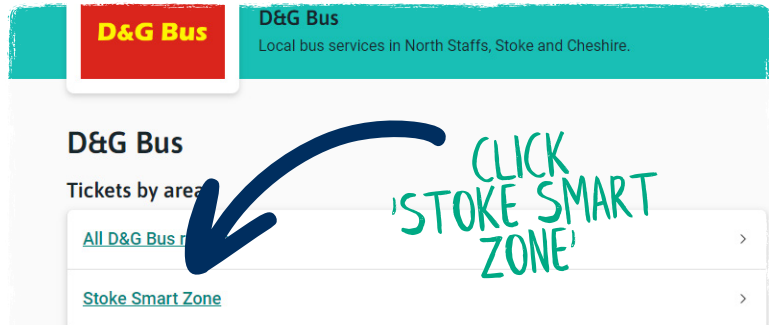 D&G Bus
D&G Bus
Local bus services in North Staffs, Stoke and Cheshire.
D&G Bus
Tickets by area
CLICK
'STOKE SMART
ZONE'
All D&G Bus
Stoke Smart Zone